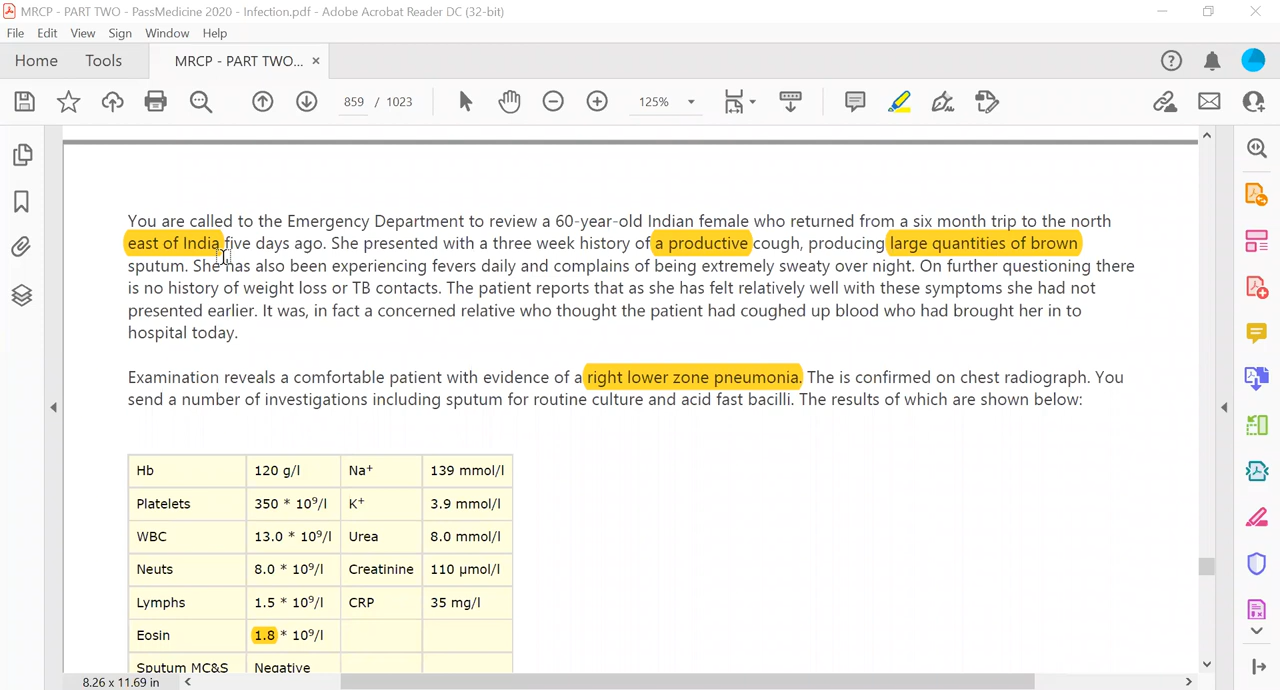 MRCP - PART TWO - PassMedicine 2020 - Infection.pdf - Adobe Acrobat Reader DC (32-bit)
File Edit View Sign Window Help
Home Tools MRCP - PART TWO... ×
859 / 1023 125%
You are called to the Emergency Department to review a 60-year-old Indian female who returned from a six month trip to the north
east of India five days ago. She presented with a three week history of a productive cough, producing large quantities of brown
sputum. She has also been experiencing fevers daily and complains of being extremely sweaty over night. On further questioning there
is no history of weight loss or TB contacts. The patient reports that as she has felt relatively well with these symptoms she had not
presented earlier. It was, in fact a concerned relative who thought the patient had coughed up blood who had brought her in to
hospital today.
Examination reveals a comfortable patient with evidence of a right lower zone pneumonia. The is confirmed on chest radiograph. You
send a number of investigations including sputum for routine culture and acid fast bacilli. The results of which are shown below:
Hb 120 g/l Na⁺ 139 mmol/l
Platelets 350 * 10⁹/l K⁺ 3.9 mmol/l
WBC 13.0 * 10⁹/l Urea 8.0 mmol/l
Neuts 8.0 * 10⁹/l Creatinine 110 µmol/l
Lymphs 1.5 * 10⁹/l CRP 35 mg/l
Eosin 1.8 * 10⁹/l
Sputum MC&S Negative
8.26 x 11.69 in